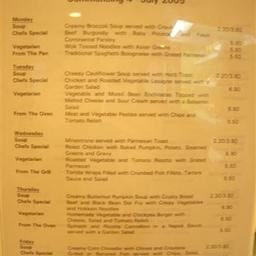 Commencing 4th July 2005
Monday
Soup Creamy Broccoli Soup served with 2.20/3.80
Chefs Special Beef Burgundy with Baby Potatoes and Fresh
Continental Parsley 6.80
Vegetarian Wok Tossed Noodles with Asian Greens 5.80
From The Pan Traditional Spaghetti Bolognaise with Grated Parmesan 5.80
Tuesday
Soup Cheesy Cauliflower Soup served with Herb Toast 2.20/3.80
Chefs Special Chicken and Roasted Vegetable Lasagne served with a
Garden Salad 6.80
Vegetarian Vegetable and Mixed Bean Enchiladas Topped with
Melted Cheese and Sour Cream served with a Balsamic
Salad 5.80
From The Oven Meat and Vegetable Pasties served with Chips and
Tomato Relish 5.80
Wednesday
Soup Minestrone served with Parmesan Toast 2.20/3.80
Chefs Special Roast Chicken with Baked Pumpkin, Potato, Steamed
Greens and Gravy 6.80
Vegetarian Roasted Vegetable and Tomato Risotto with Grated
Parmesan 5.80
From The Grill Tortilla Wraps Filled with Crumbed Fish Fillets, Tartare
Sauce and Salad 5.80
Thursday
Soup Creamy Butternut Pumpkin Soup with Crusty Bread 2.20/3.80
Chefs Special Beef and Black Bean Stir Fry with Crispy Vegetables
and Hokkien Noodles 6.80
Vegetarian Homemade Vegetable and Chickpea Burger with
Cheese, Salad and Tomato Relish 5.80
From The Oven Spinach and Ricotta Cannelloni in a Napoli Sauce
served with a Garden Salad 5.80
Friday
Soup Creamy Corn Chowder with Chives and Croutons 2.20/3.80
Chefs Special Grilled or Battered Fish served with Chips, Salad